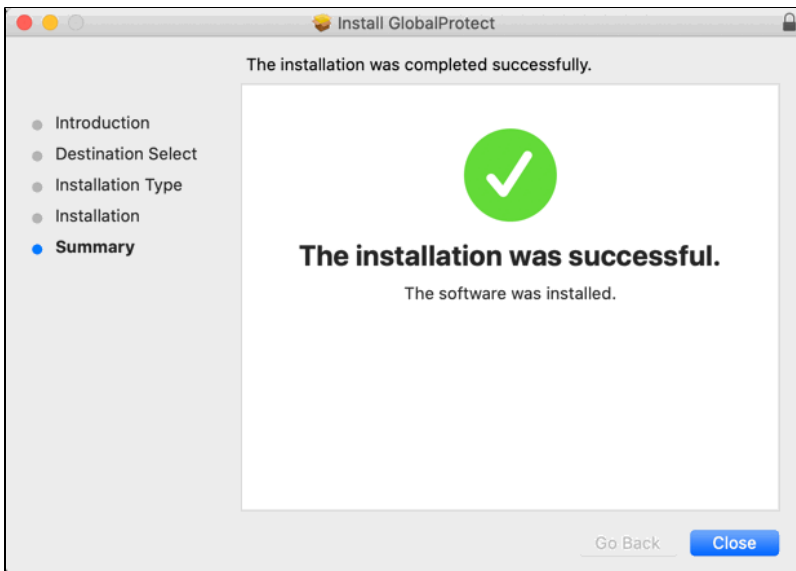 Install GlobalProtect
The installation was completed successfully.
Introduction
Destination Select
Installation Type
Installation
Summary
The installation was successful.
The software was installed.
Go Back
Close